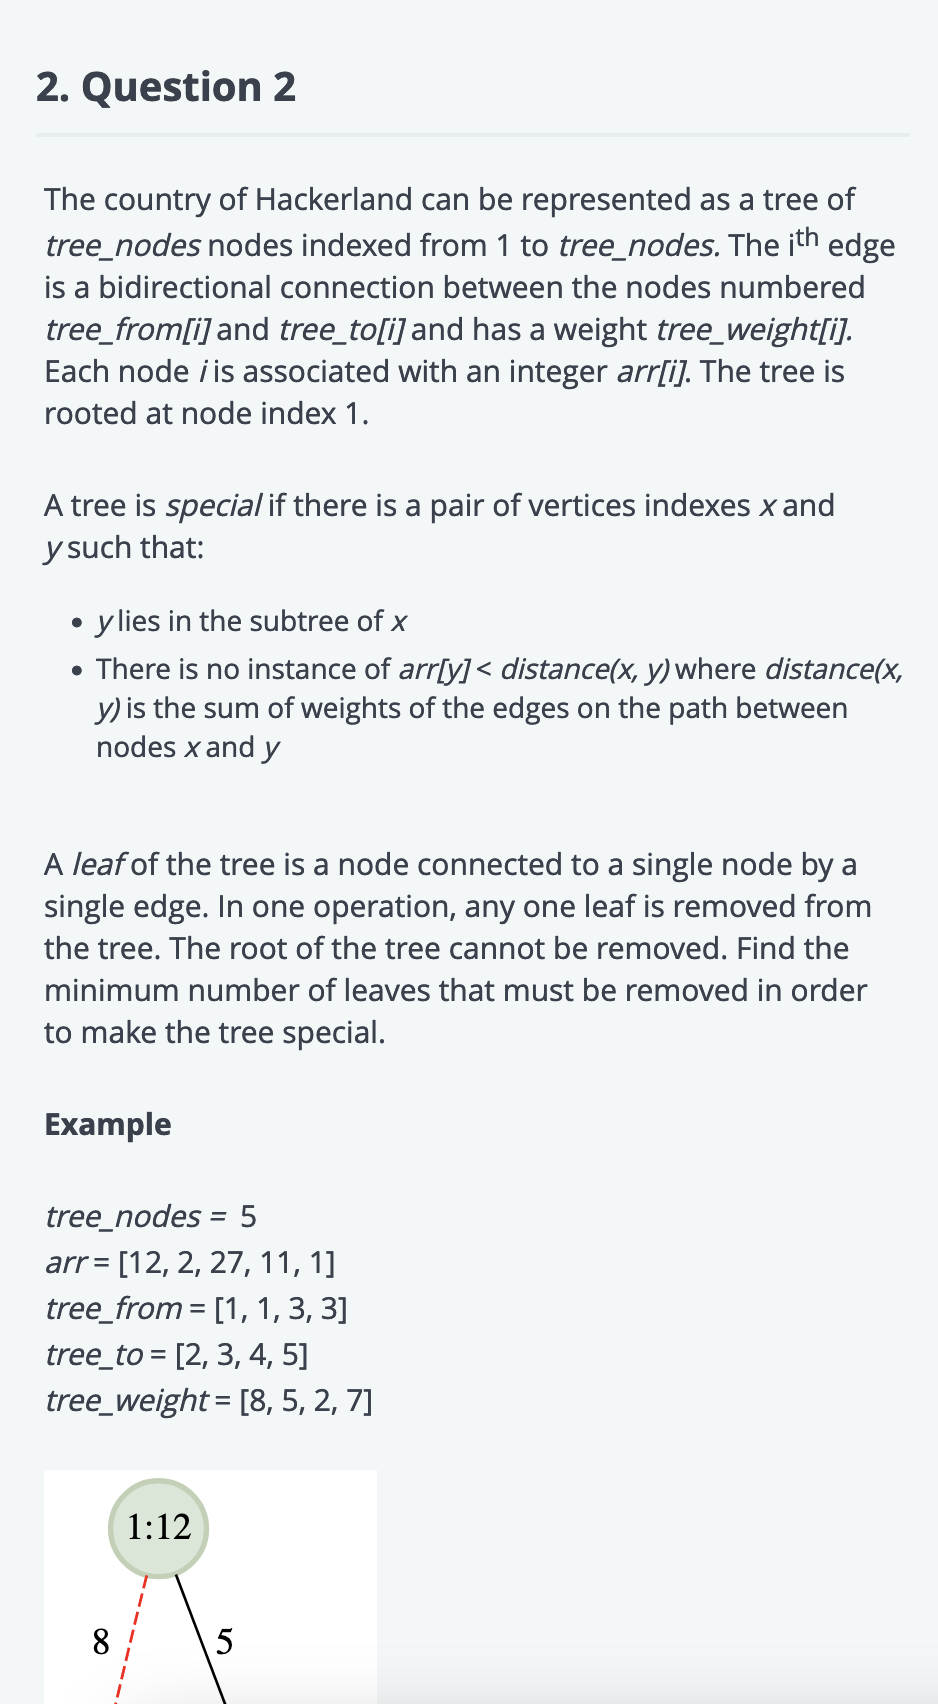 2. Question 2
The country of Hackerland can be represented as a tree of
tree_nodes nodes indexed from 1 to tree_nodes. The ith edge
is a bidirectional connection between the nodes numbered
tree_from[i] and tree_to[i] and has a weight tree_weight[i].
Each node i is associated with an integer arr[i]. The tree is
rooted at node index 1.
A tree is special if there is a pair of vertices indexes x and
y such that:
• y lies in the subtree of x
• There is no instance of arr[y] < distance(x, y) where distance(x,
y) is the sum of weights of the edges on the path between
nodes x and y
A leaf of the tree is a node connected to a single node by a
single edge. In one operation, any one leaf is removed from
the tree. The root of the tree cannot be removed. Find the
minimum number of leaves that must be removed in order
to make the tree special.
Example
tree_nodes =  5
arr = [12, 2, 27, 11, 1]
tree_from = [1, 1, 3, 3]
tree_to = [2, 3, 4, 5]
tree_weight = [8, 5, 2, 7]
1:12
8 5